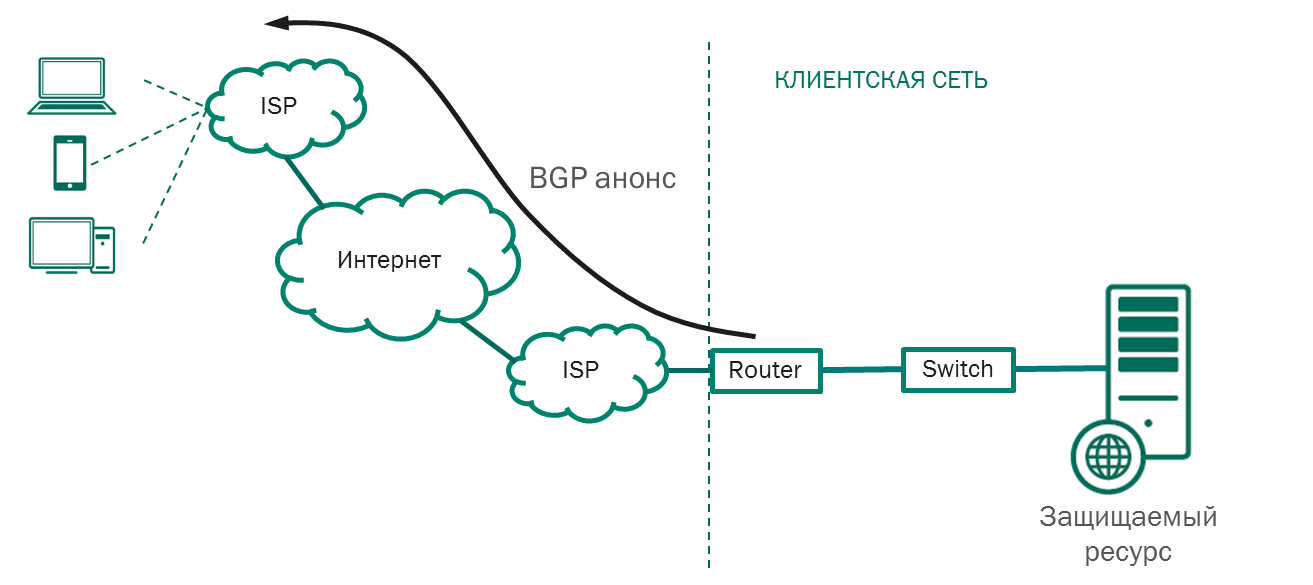 КЛИЕНТСКАЯ СЕТЬ
ISP
BGP анонс
Интернет
ISP
Router
Switch
Защищаемый
ресурс